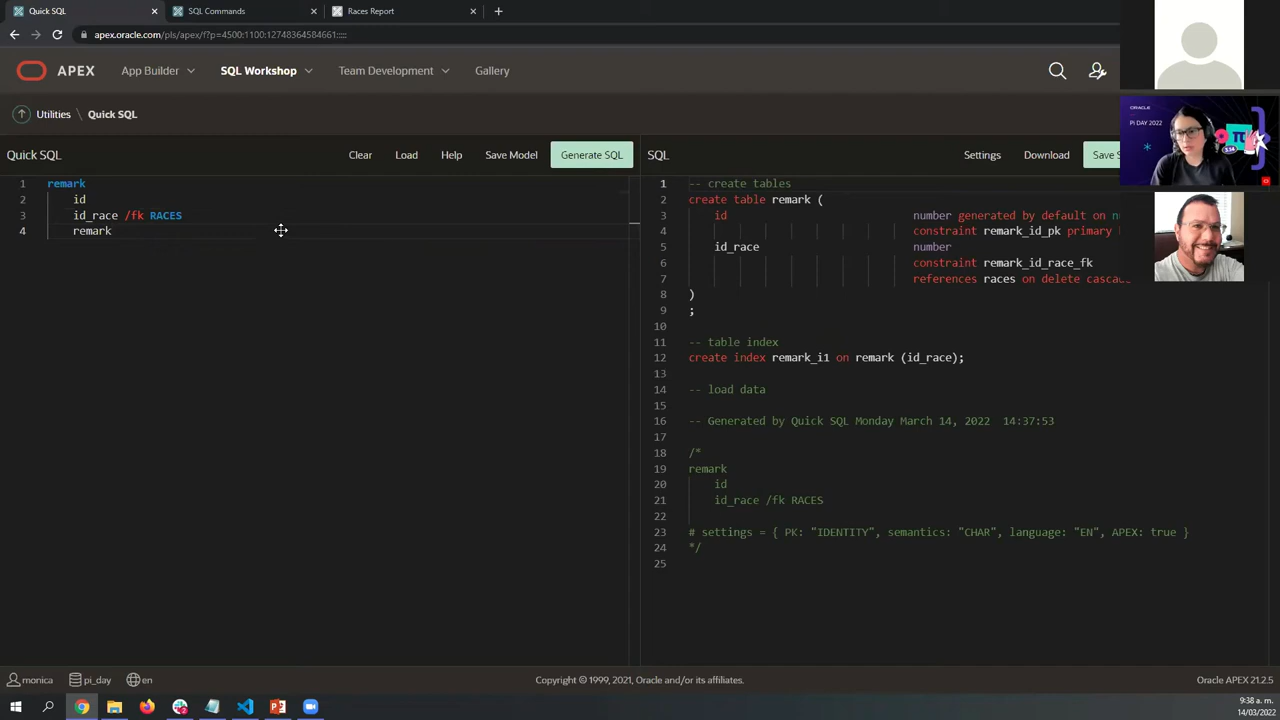 Quick SQL
SQL Commands
Races Report
apex.oracle.com/pls/apex/f?p=4500:1100:12748364584661:::::
APEX
App Builder
SQL Workshop
Team Development
Gallery
Utilities \ Quick SQL
Quick SQL
Clear
Load
Help
Save Model
Generate SQL
SQL
Settings
Download
Save S
1 remark
2 id
3 id_race /fk RACES
4 remark
1 -- create tables
2 create table remark (
3 id number generated by default on nu
4 constraint remark_id_pk primary k
5 id_race number
6 constraint remark_id_race_fk
7 references races on delete cascad
8 )
9 ;
10
11 -- table index
12 create index remark_i1 on remark (id_race);
13
14 -- load data
15
16 -- Generated by Quick SQL Monday March 14, 2022  14:37:53
17
18 /*
19 remark
20 id
21 id_race /fk RACES
22
23 # settings = { PK: "IDENTITY", semantics: "CHAR", language: "EN", APEX: true }
24 */
25
ORACLE
Pi DAY 2022
π
3.14
monica
pi_day
en
Copyright © 1999, 2021, Oracle and/or its affiliates.
Oracle APEX 21.2.5
9:38 a. m.
14/03/2022